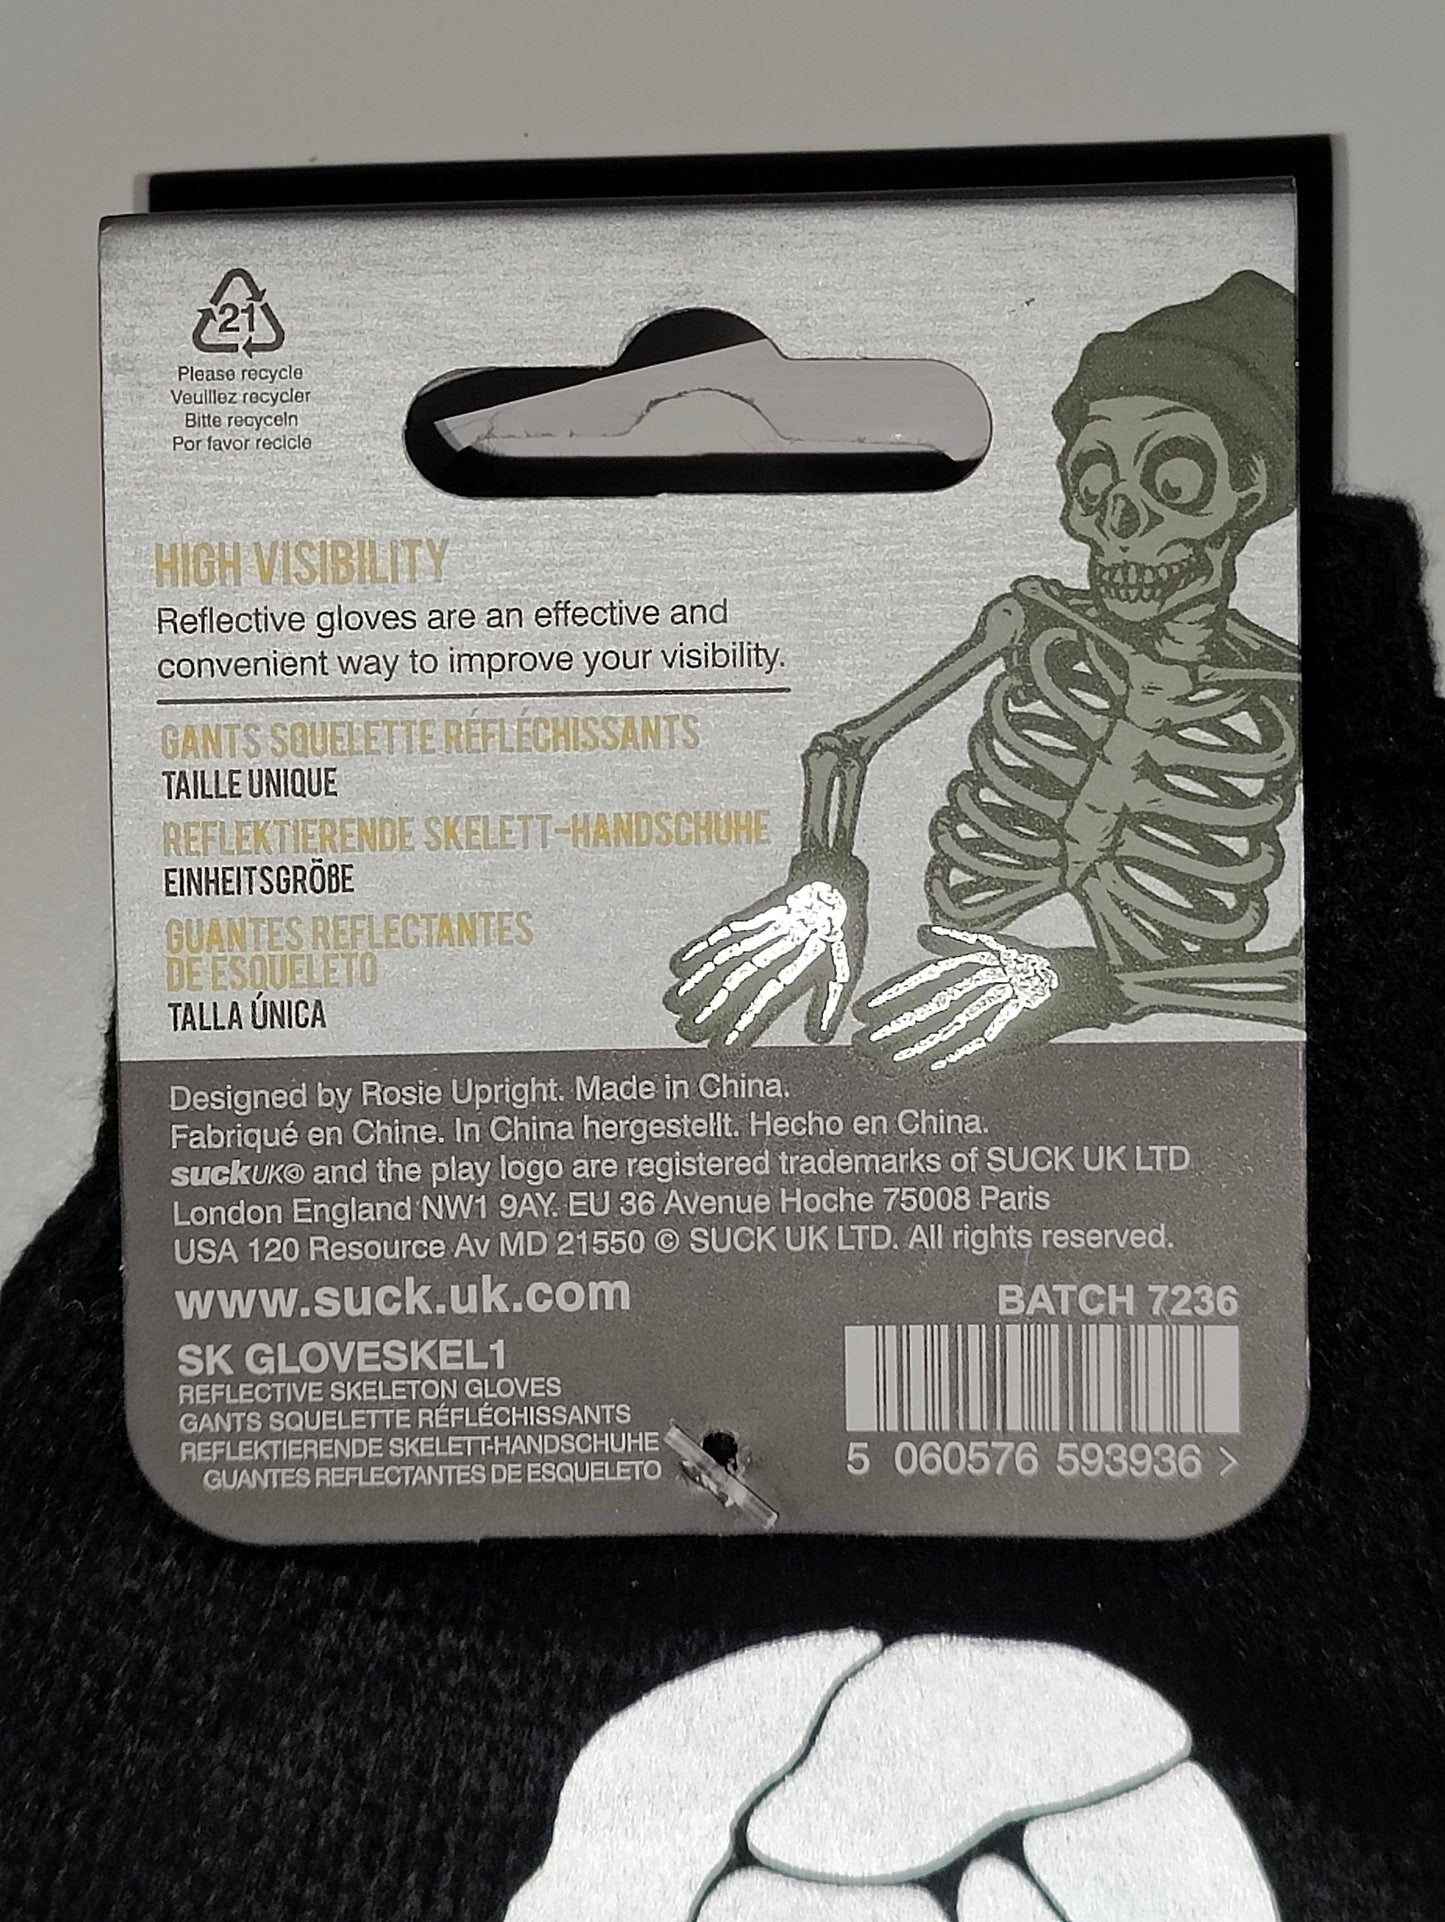 21
Please recycle
Veuillez recycler
Bitte recyceln
Por favor recicle
HIGH VISIBILITY
Reflective gloves are an effective and
convenient way to improve your visibility.
GANTS SQUELETTE RÉFLÉCHISSANTS
TAILLE UNIQUE
REFLEKTIERENDE SKELETT-HANDSCHUHE
EINHEITSGRÖBE
GUANTES REFLECTANTES
DE ESQUELETO
TALLA ÚNICA
Designed by Rosie Upright. Made in China.
Fabriqué en Chine. In China hergestellt. Hecho en China.
suckUK® and the play logo are registered trademarks of SUCK UK LTD
London England NW1 9AY. EU 36 Avenue Hoche 75008 Paris
USA 120 Resource Av MD 21550 © SUCK UK LTD. All rights reserved.
www.suck.uk.com
BATCH 7236
SK GLOVESKEL1
REFLECTIVE SKELETON GLOVES
GANTS SQUELETTE RÉFLÉCHISSANTS
REFLEKTIERENDE SKELETT-HANDSCHUHE
GUANTES REFLECTANTES DE ESQUELETO
5 060576 593936 >